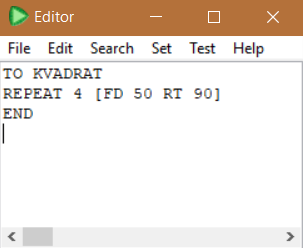 Editor
File Edit Search Set Test Help
TO KVADRAT
REPEAT 4 [FD 50 RT 90]
END